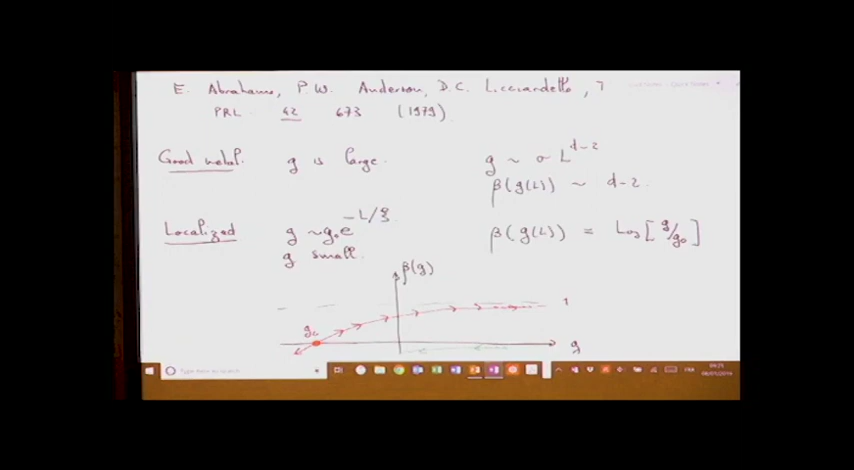 E. Abrahams, P.W. Anderson, D.C. Licciardello, T
PRL 42 673 (1979)
Good metal. g is large. g ~ σ L^{d-2}
β(g(L)) ~ d-2.
Localized g ~ g₀e^{-L/ξ} β(g(L)) = Log[g/g₀]
g small.
β(g)
1
gc
g